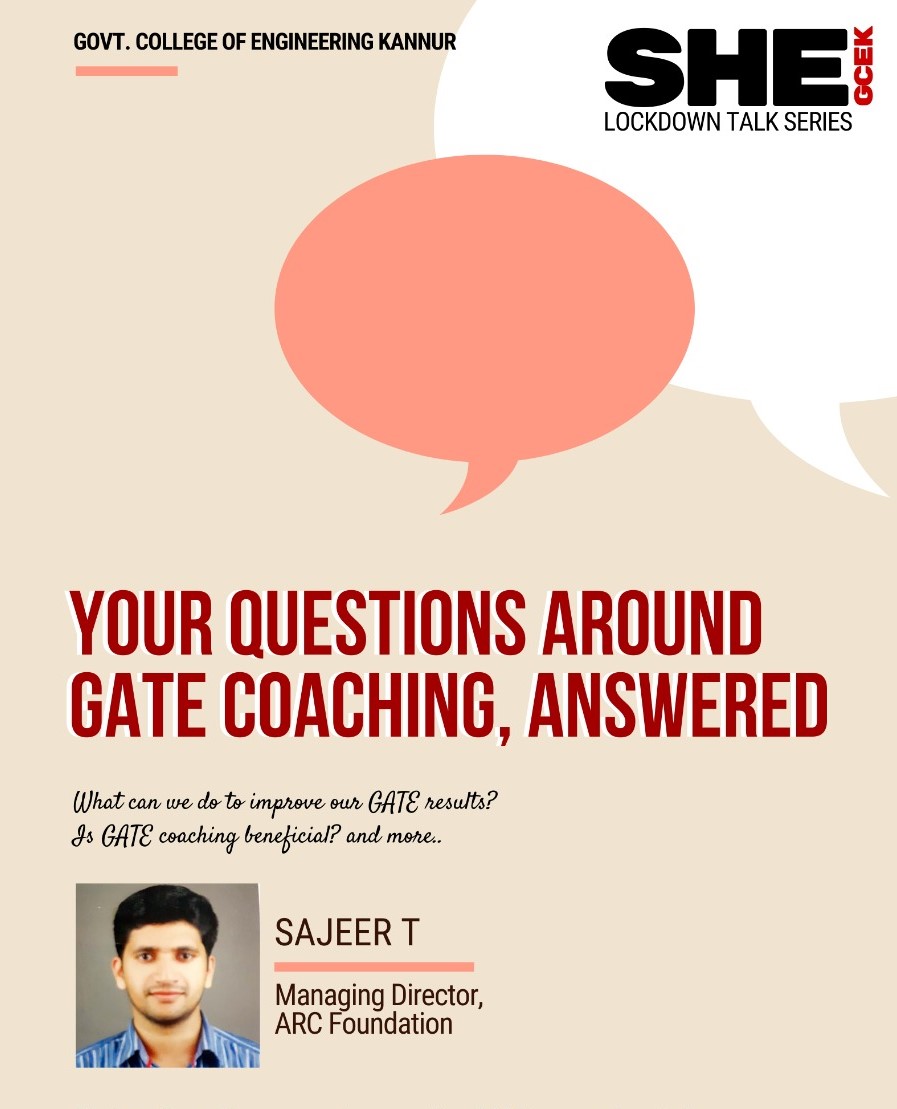 GOVT. COLLEGE OF ENGINEERING KANNUR
SHE GCEK
LOCKDOWN TALK SERIES
YOUR QUESTIONS AROUND
GATE COACHING, ANSWERED
What can we do to improve our GATE results?
Is GATE coaching beneficial? and more..
SAJEER T
Managing Director,
ARC Foundation